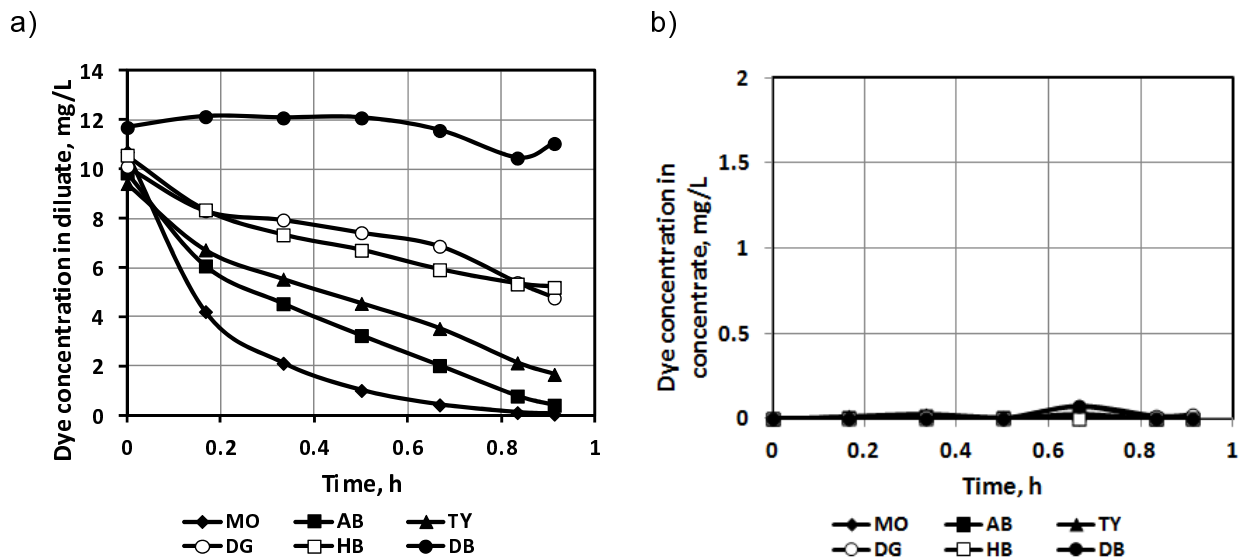 a)
Dye concentration in diluate, mg/L
14
12
10
8
6
4
2
0
0 0.2 0.4 0.6 0.8 1
Time, h
MO AB TY
DG HB DB
b)
Dye concentration in
concentrate, mg/L
2
1.5
1
0.5
0
0 0.2 0.4 0.6 0.8 1
Time, h
MO AB TY
DG HB DB